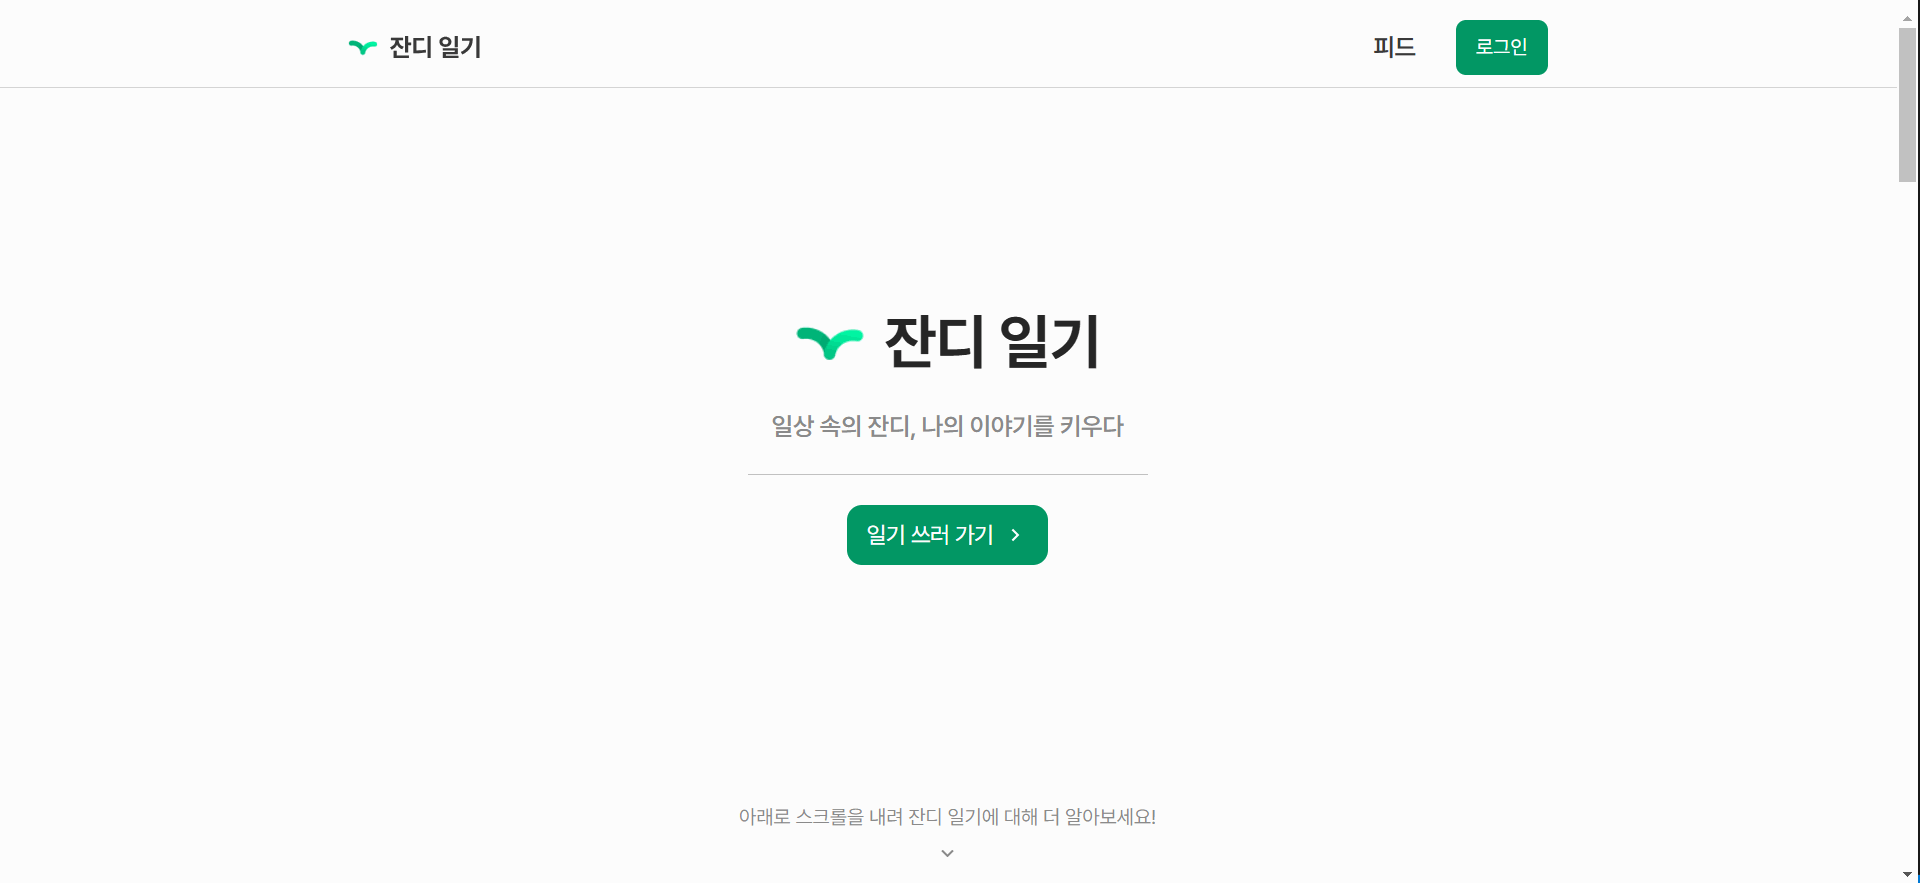 잔디 일기
피드
로그인
잔디 일기
일상 속의 잔디, 나의 이야기를 키우다
일기 쓰러 가기
아래로 스크롤을 내려 잔디 일기에 대해 더 알아보세요!